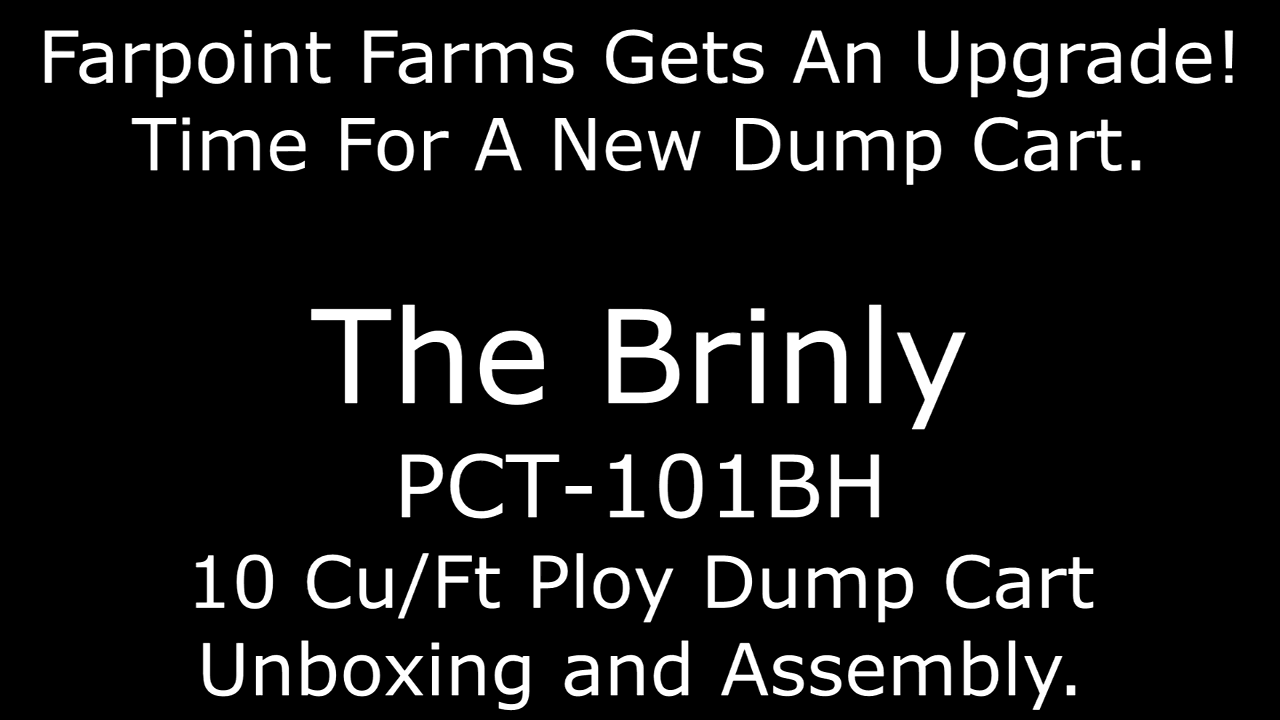 Farpoint Farms Gets An Upgrade!
Time For A New Dump Cart.
The Brinly
PCT-101BH
10 Cu/Ft Ploy Dump Cart
Unboxing and Assembly.